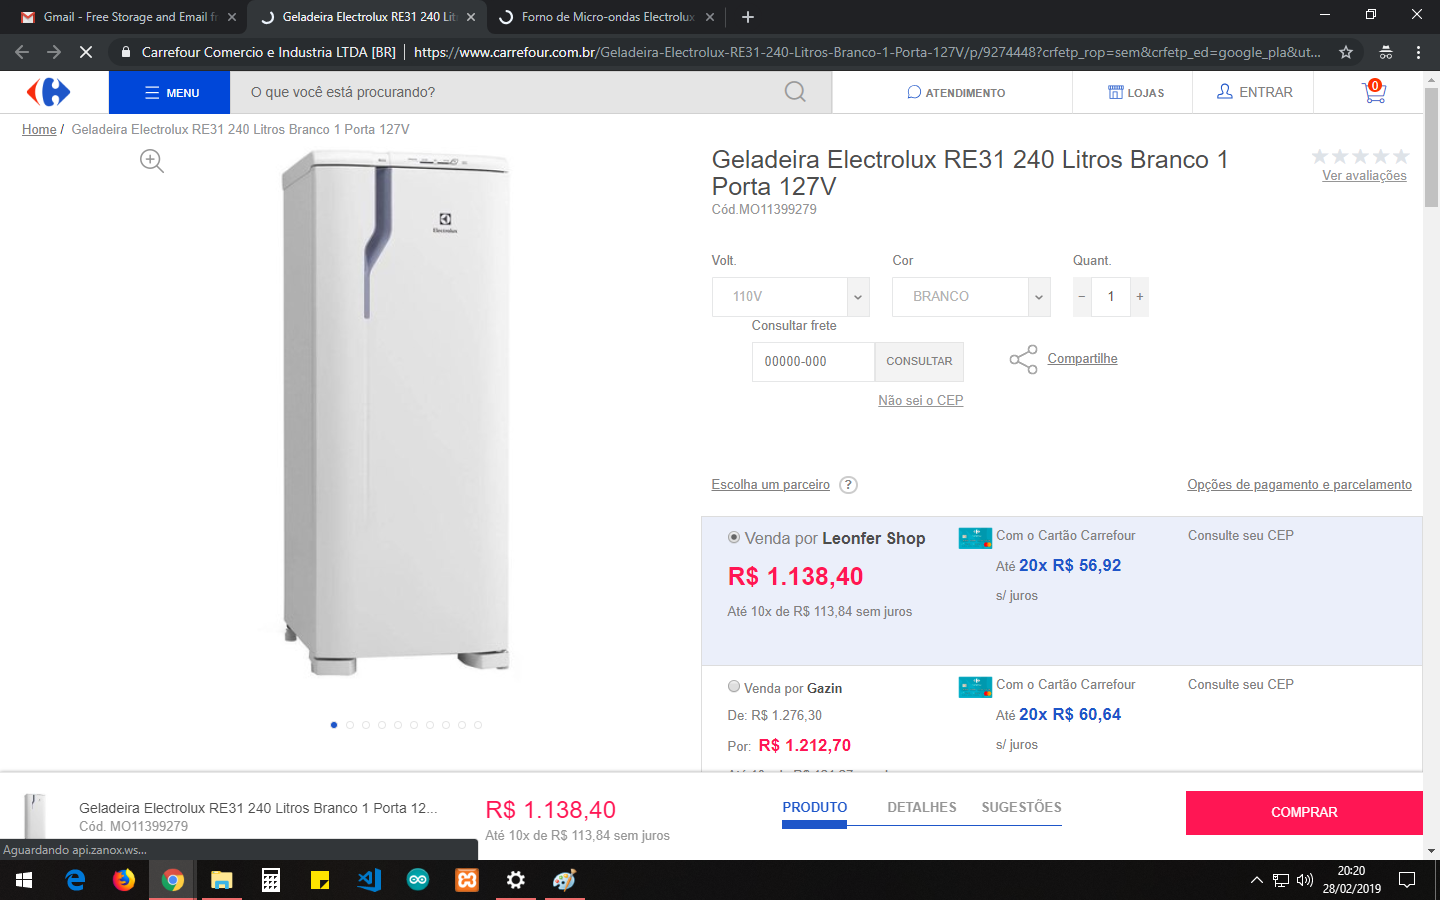 Gmail - Free Storage and Email fr
Geladeira Electrolux RE31 240 Lit
Forno de Micro-ondas Electrolux
Carrefour Comercio e Industria LTDA [BR]
https://www.carrefour.com.br/Geladeira-Electrolux-RE31-240-Litros-Branco-1-Porta-127V/p/9274448?crfetp_rop=sem&crfetp_ed=google_pla&ut...
MENU
O que você está procurando?
ATENDIMENTO
LOJAS
ENTRAR
0
Home / Geladeira Electrolux RE31 240 Litros Branco 1 Porta 127V
Electrolux
Geladeira Electrolux RE31 240 Litros Branco 1
Porta 127V
Cód.MO11399279
Ver avaliações
Volt.
Cor
Quant.
110V
BRANCO
− 1 +
Consultar frete
00000-000
CONSULTAR
Compartilhe
Não sei o CEP
Escolha um parceiro ?
Opções de pagamento e parcelamento
Venda por Leonfer Shop
R$ 1.138,40
Até 10x de R$ 113,84 sem juros
Com o Cartão Carrefour
Até 20x R$ 56,92
s/ juros
Consulte seu CEP
Venda por Gazin
De: R$ 1.276,30
Por: R$ 1.212,70
Com o Cartão Carrefour
Até 20x R$ 60,64
s/ juros
Consulte seu CEP
Geladeira Electrolux RE31 240 Litros Branco 1 Porta 12...
Cód. MO11399279
R$ 1.138,40
Até 10x de R$ 113,84 sem juros
PRODUTO
DETALHES
SUGESTÕES
COMPRAR
Aguardando api.zanox.ws...
20:20
28/02/2019